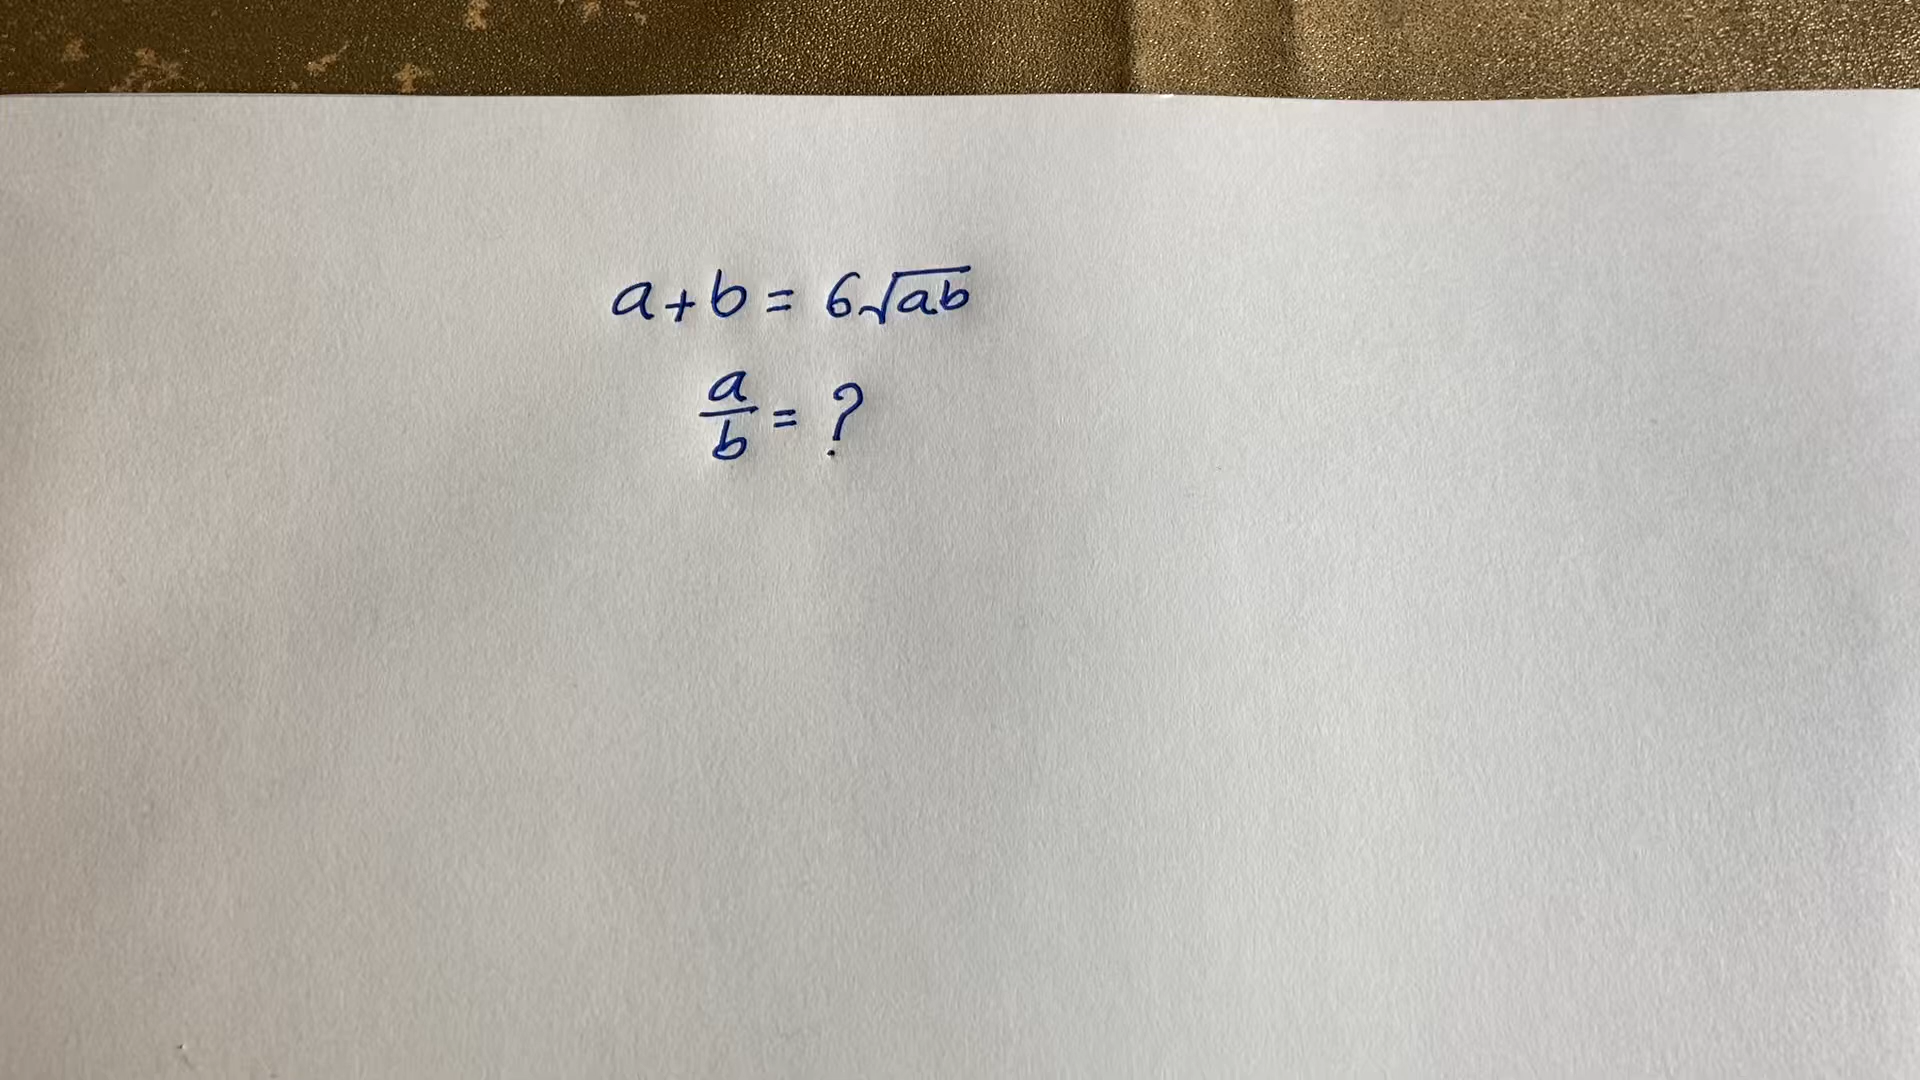 a+b = 6√ab
a/b = ?